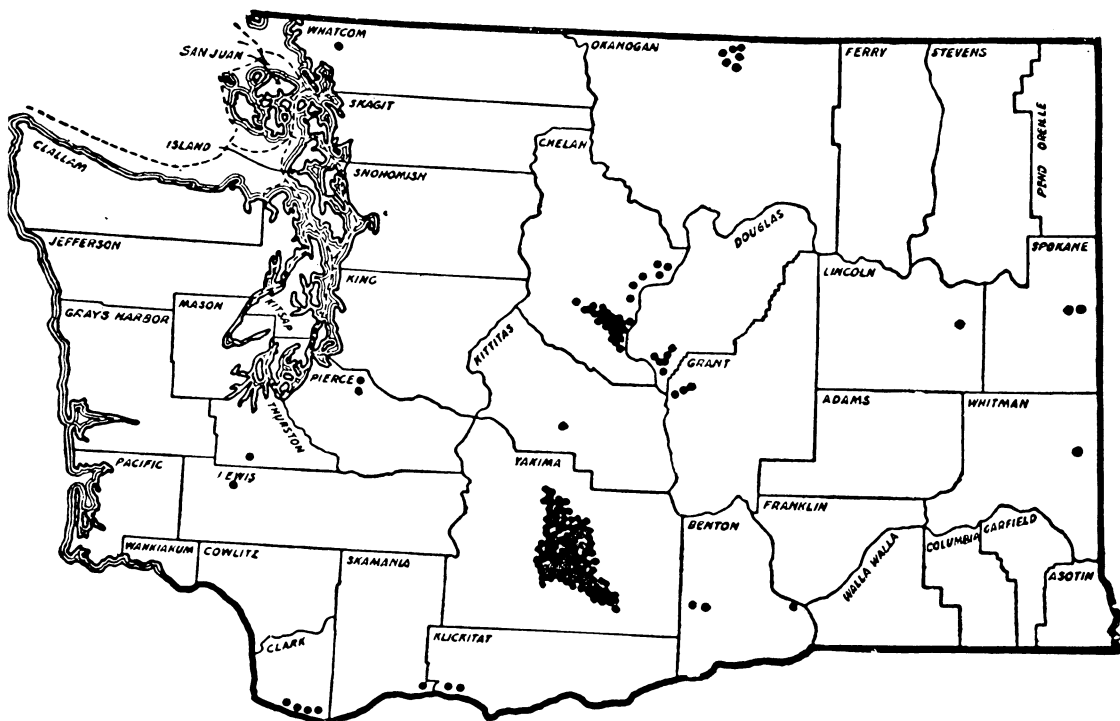 WHATCOM
OKANOGAN
FERRY
STEVENS
PEND OREILLE
SAN JUAN
SKAGIT
ISLAND
CHELAN
CLALLAM
SNOHOMISH
DOUGLAS
SPOKANE
JEFFERSON
KING
LINCOLN
MASON
KITSAP
GRAYS HARBOR
KITTITAS
GRANT
PIERCE
ADAMS
WHITMAN
THURSTON
PACIFIC
LEWIS
YAKIMA
BENTON
FRANKLIN
GARFIELD
COLUMBIA
WALLA WALLA
WAHKIAKUM
COWLITZ
SKAMANIA
ASOTIN
CLARK
KLICKITAT